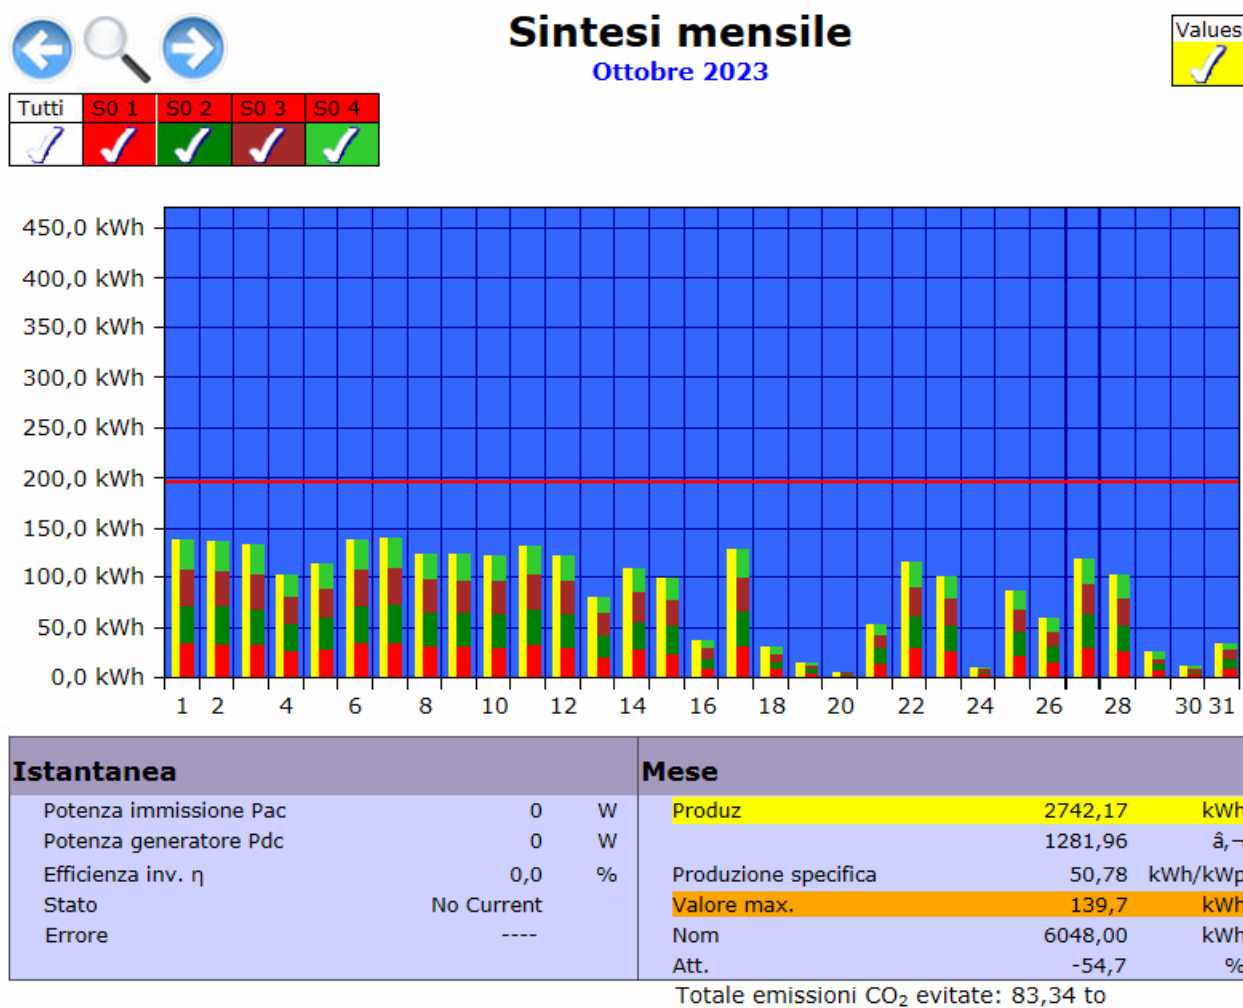 Sintesi mensile
Ottobre 2023
Values
Tutti S0 1 S0 2 S0 3 S0 4
450,0 kWh
400,0 kWh
350,0 kWh
300,0 kWh
250,0 kWh
200,0 kWh
150,0 kWh
100,0 kWh
50,0 kWh
0,0 kWh
1 2 4 6 8 10 12 14 16 18 20 22 24 26 28 30 31
Istantanea
Potenza immissione Pac 0 W
Potenza generatore Pdc 0 W
Efficienza inv. η 0,0 %
Stato No Current
Errore ----
Mese
Produz 2742,17 kWh
1281,96 â‚¬
Produzione specifica 50,78 kWh/kWp
Valore max. 139,7 kWh
Nom 6048,00 kWh
Att. -54,7 %
Totale emissioni CO₂ evitate: 83,34 to